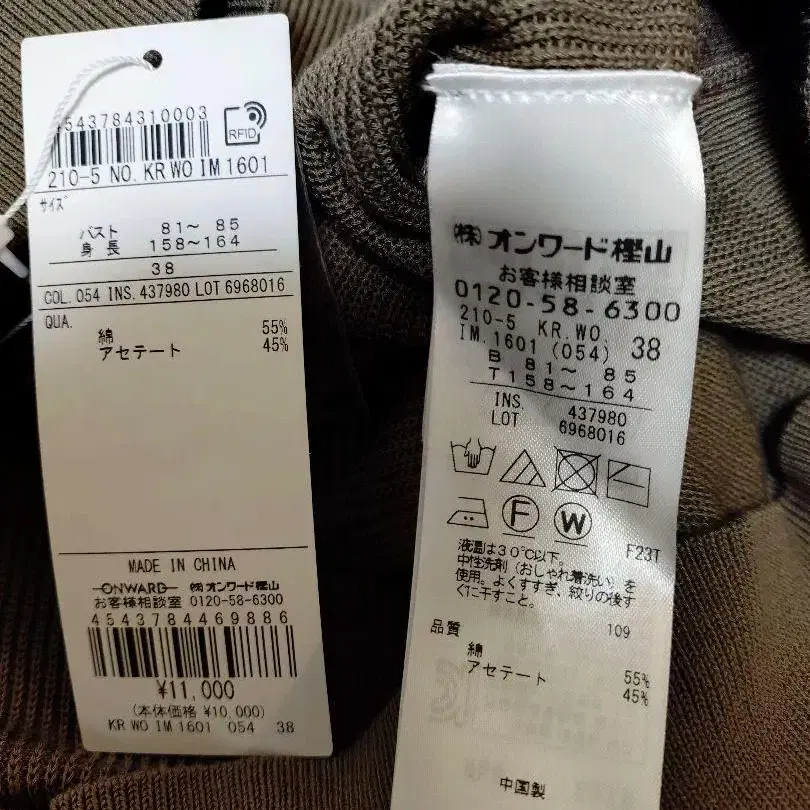 4543784310003
RFID
210-5 NO. KR WO IM 1601
サイズ
バスト 81～ 85
身長 158～164
38
COL. 054 INS. 437980 LOT 6968016
QUA.
綿 55%
アセテート 45%
MADE IN CHINA
ONWARD ㈱オンワード樫山
お客様相談室 0120-58-6300
4543784469886
¥11,000
(本体価格 ¥10,000)
KR WO IM 1601 054 38
㈱オンワード樫山
お客様相談室
0120-58-6300
210-5 KR.WO.
IM.1601 (054) 38
B 81～ 85
T 158～164
INS 437980
LOT 6968016
F
W
液温は30℃以下、 F23T
中性洗剤（おしゃれ着洗い）を
使用。よくすすぎ、絞りの後す
ぐに干すこと。
品質 109
綿 55%
アセテート 45%
中国製